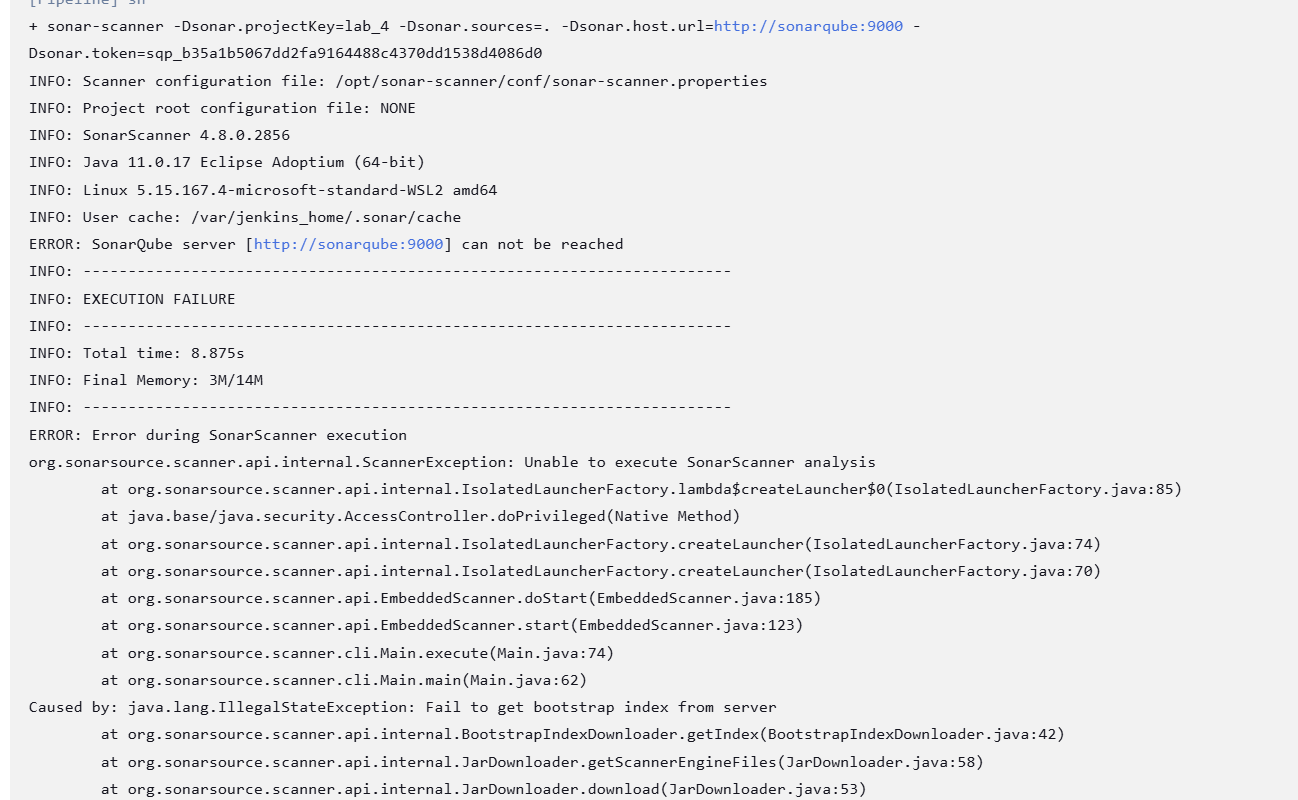 [Pipeline] sh
+ sonar-scanner -Dsonar.projectKey=lab_4 -Dsonar.sources=. -Dsonar.host.url=http://sonarqube:9000 -
Dsonar.token=sqp_b35a1b5067dd2fa9164488c4370dd1538d4086d0
INFO: Scanner configuration file: /opt/sonar-scanner/conf/sonar-scanner.properties
INFO: Project root configuration file: NONE
INFO: SonarScanner 4.8.0.2856
INFO: Java 11.0.17 Eclipse Adoptium (64-bit)
INFO: Linux 5.15.167.4-microsoft-standard-WSL2 amd64
INFO: User cache: /var/jenkins_home/.sonar/cache
ERROR: SonarQube server [http://sonarqube:9000] can not be reached
INFO: ------------------------------------------------------------------------
INFO: EXECUTION FAILURE
INFO: ------------------------------------------------------------------------
INFO: Total time: 8.875s
INFO: Final Memory: 3M/14M
INFO: ------------------------------------------------------------------------
ERROR: Error during SonarScanner execution
org.sonarsource.scanner.api.internal.ScannerException: Unable to execute SonarScanner analysis
	at org.sonarsource.scanner.api.internal.IsolatedLauncherFactory.lambda$createLauncher$0(IsolatedLauncherFactory.java:85)
	at java.base/java.security.AccessController.doPrivileged(Native Method)
	at org.sonarsource.scanner.api.internal.IsolatedLauncherFactory.createLauncher(IsolatedLauncherFactory.java:74)
	at org.sonarsource.scanner.api.internal.IsolatedLauncherFactory.createLauncher(IsolatedLauncherFactory.java:70)
	at org.sonarsource.scanner.api.EmbeddedScanner.doStart(EmbeddedScanner.java:185)
	at org.sonarsource.scanner.api.EmbeddedScanner.start(EmbeddedScanner.java:123)
	at org.sonarsource.scanner.cli.Main.execute(Main.java:74)
	at org.sonarsource.scanner.cli.Main.main(Main.java:62)
Caused by: java.lang.IllegalStateException: Fail to get bootstrap index from server
	at org.sonarsource.scanner.api.internal.BootstrapIndexDownloader.getIndex(BootstrapIndexDownloader.java:42)
	at org.sonarsource.scanner.api.internal.JarDownloader.getScannerEngineFiles(JarDownloader.java:58)
	at org.sonarsource.scanner.api.internal.JarDownloader.download(JarDownloader.java:53)